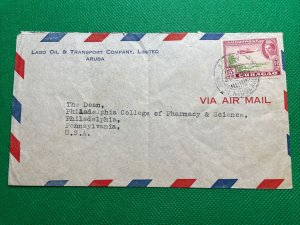 LAGO OIL & TRANSPORT COMPANY, LIMITED
ARUBA
CURAÇAO
VIA AIR MAIL
The Dean,
Philadelphia College of Pharmacy & Science,
Philadelphia,
Pennsylvania,
U.S.A.